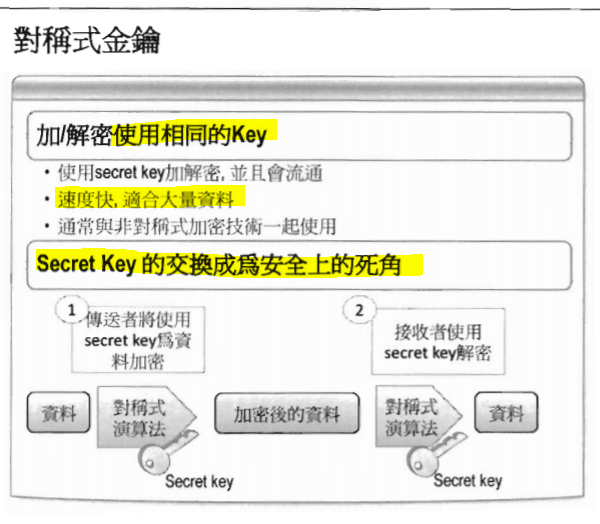 對稱式金鑰
加/解密使用相同的Key
• 使用secret key加解密, 並且會流通
• 速度快, 適合大量資料
• 通常與非對稱式加密技術一起使用
Secret Key 的交換成為安全上的死角
1
傳送者將使用
secret key為資
料加密
2
接收者使用
secret key解密
資料
對稱式
演算法
加密後的資料
對稱式
演算法
資料
Secret key
Secret key